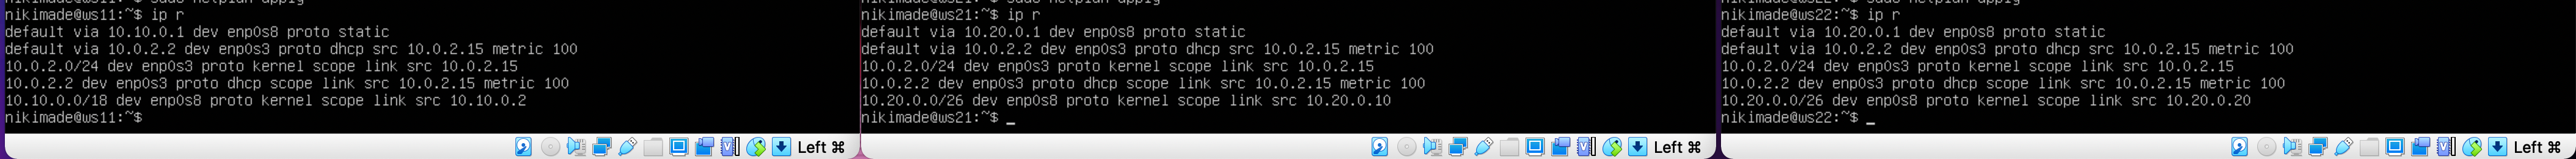 nikimade@ws11:~$ ip r
default via 10.10.0.1 dev enp0s8 proto static
default via 10.0.2.2 dev enp0s3 proto dhcp src 10.0.2.15 metric 100
10.0.2.0/24 dev enp0s3 proto kernel scope link src 10.0.2.15
10.0.2.2 dev enp0s3 proto dhcp scope link src 10.0.2.15 metric 100
10.10.0.0/18 dev enp0s8 proto kernel scope link src 10.10.0.2
nikimade@ws11:~$
Left ⌘
nikimade@ws21:~$ ip r
default via 10.20.0.1 dev enp0s8 proto static
default via 10.0.2.2 dev enp0s3 proto dhcp src 10.0.2.15 metric 100
10.0.2.0/24 dev enp0s3 proto kernel scope link src 10.0.2.15
10.0.2.2 dev enp0s3 proto dhcp scope link src 10.0.2.15 metric 100
10.20.0.0/26 dev enp0s8 proto kernel scope link src 10.20.0.10
nikimade@ws21:~$ _
Left ⌘
nikimade@ws22:~$ ip r
default via 10.20.0.1 dev enp0s8 proto static
default via 10.0.2.2 dev enp0s3 proto dhcp src 10.0.2.15 metric 100
10.0.2.0/24 dev enp0s3 proto kernel scope link src 10.0.2.15
10.0.2.2 dev enp0s3 proto dhcp scope link src 10.0.2.15 metric 100
10.20.0.0/26 dev enp0s8 proto kernel scope link src 10.20.0.20
nikimade@ws22:~$ _
Left ⌘